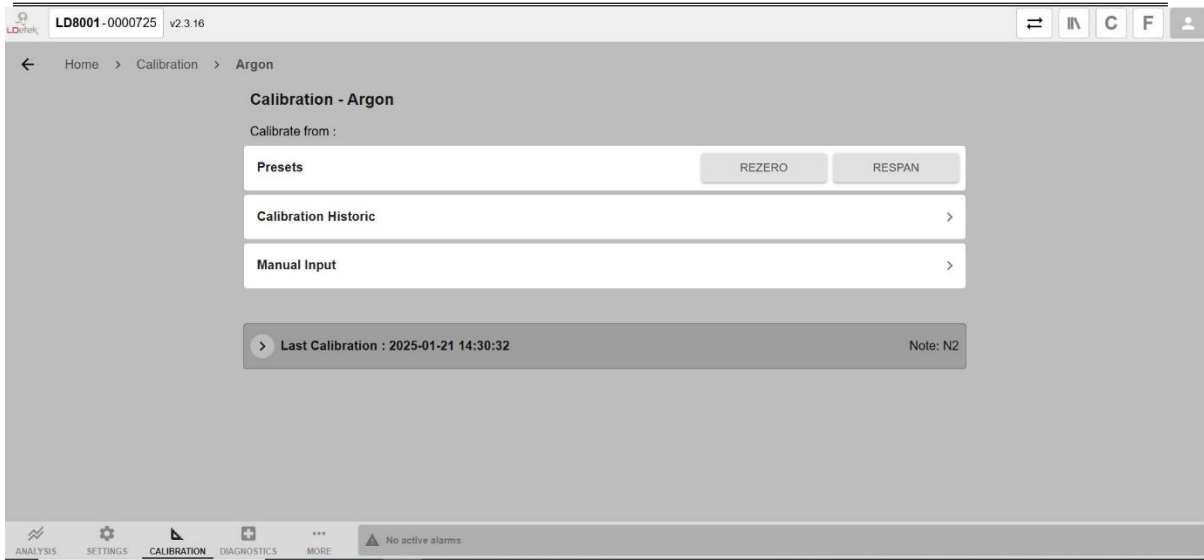 LDetek
LD8001-0000725 v2.3.16 C F
Home > Calibration > Argon
Calibration - Argon
Calibrate from :
Presets REZERO RESPAN
Calibration Historic
Manual Input
Last Calibration : 2025-01-21 14:30:32 Note: N2
ANALYSIS SETTINGS CALIBRATION DIAGNOSTICS MORE No active alarms